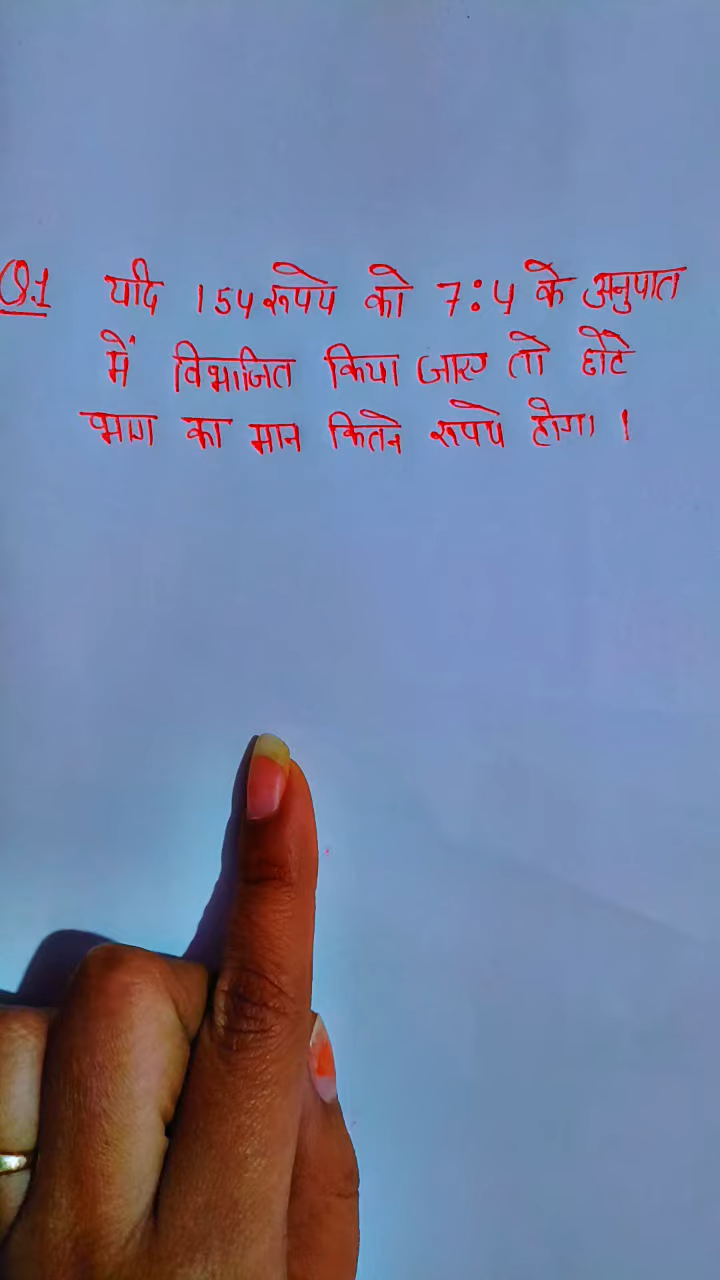 Q.1 यदि 154 रूपये को 7:4 के अनुपात
में विभाजित किया जाए तो छोटे
भाग का मान कितने रूपये होगा ।